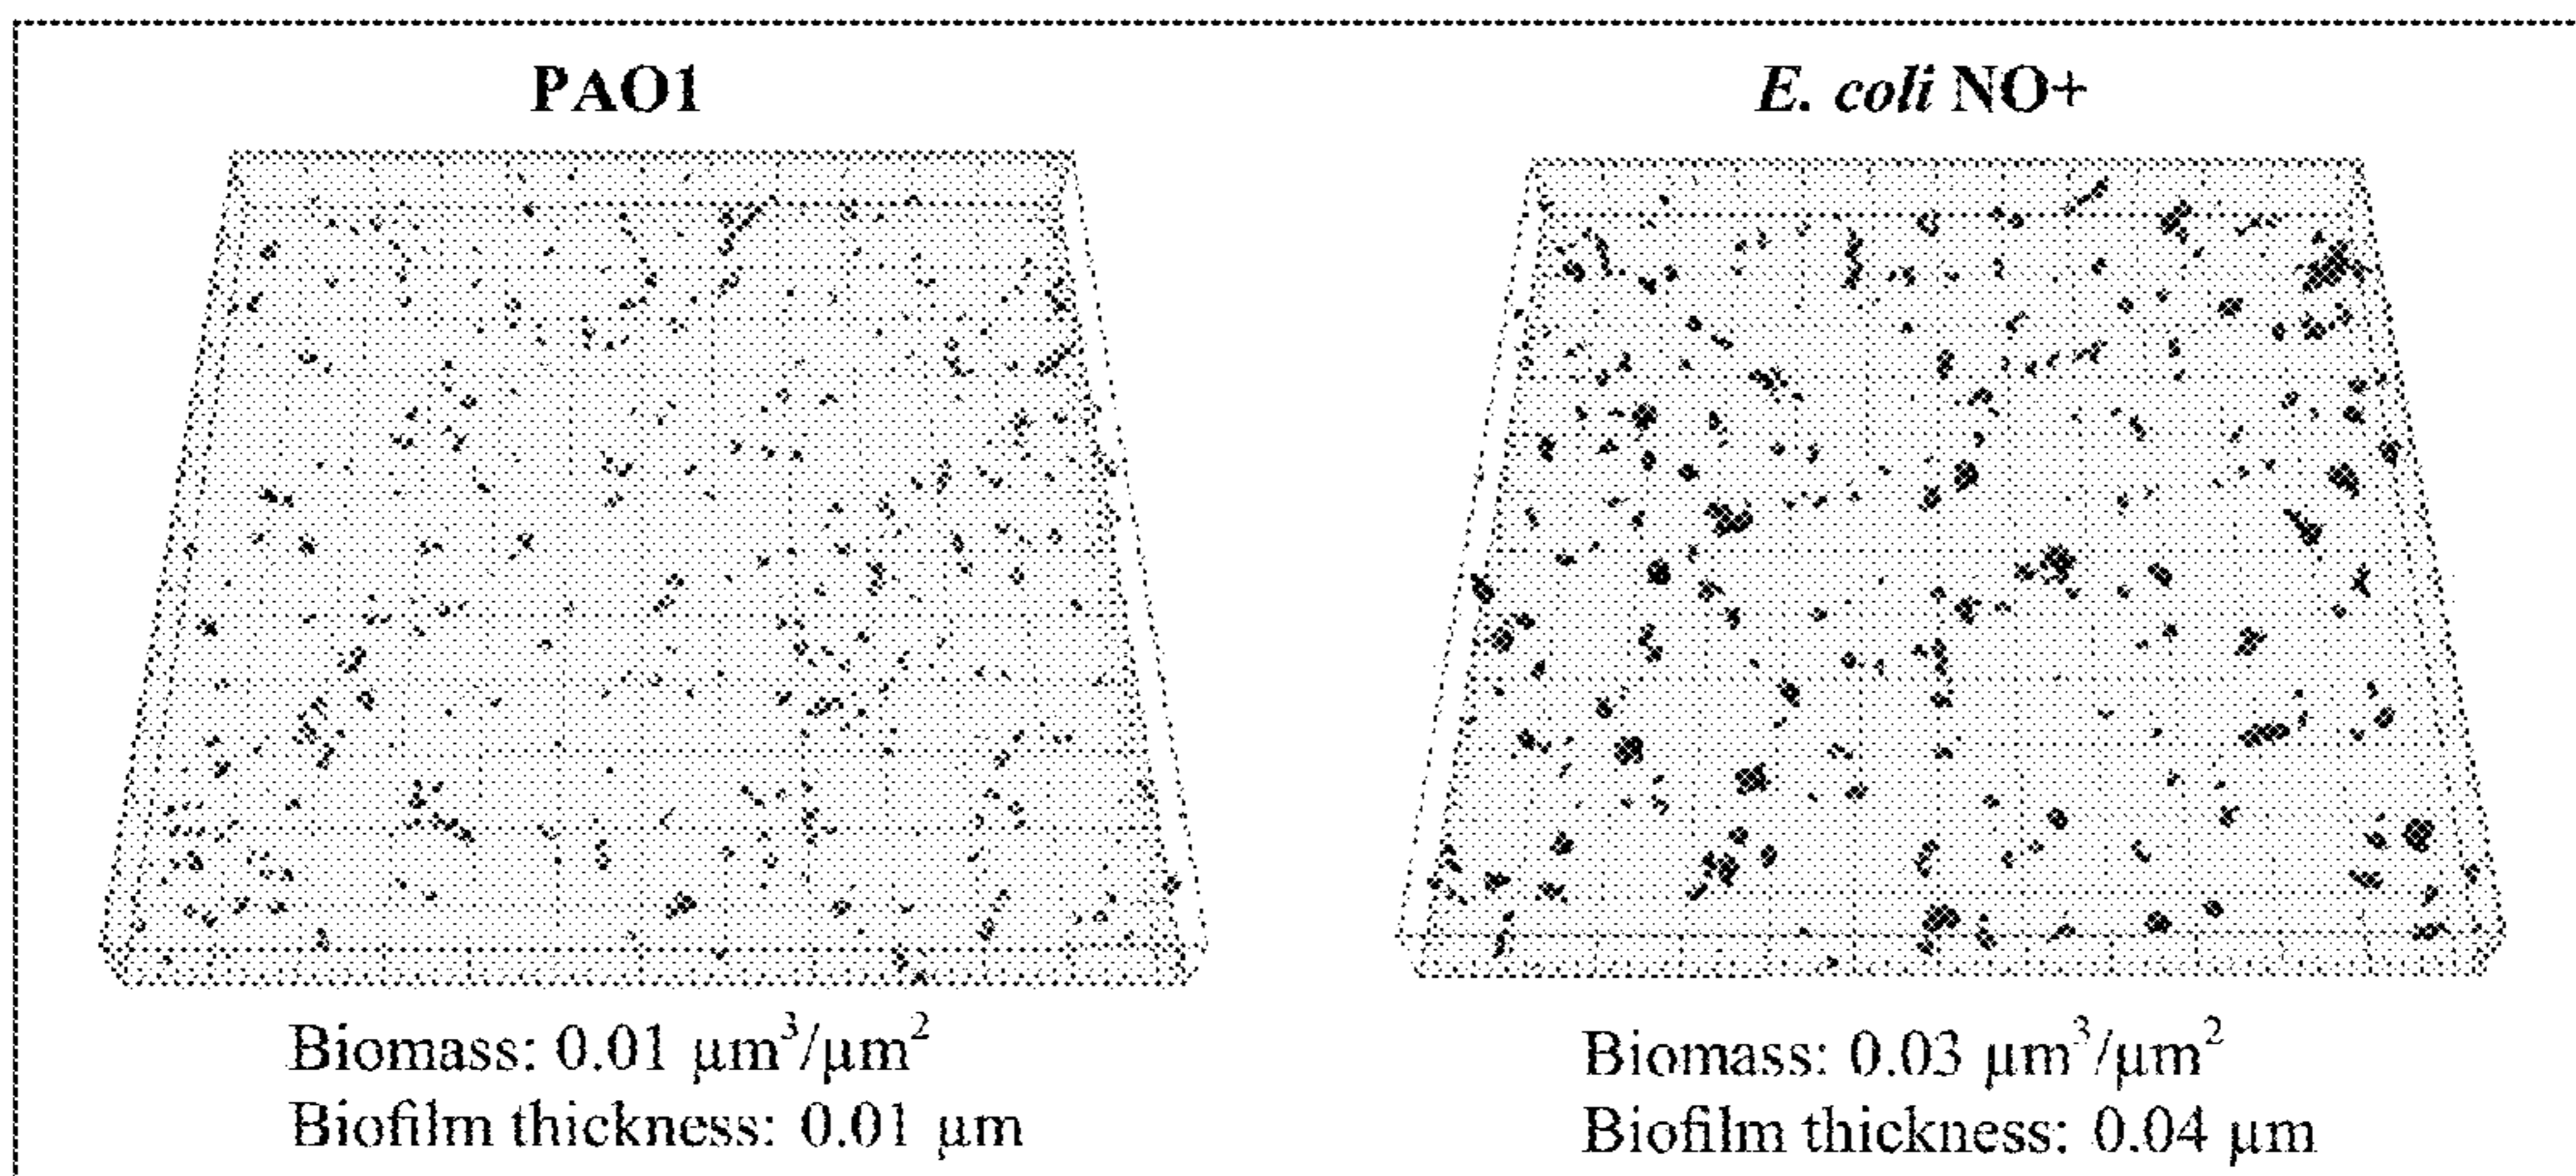 PAO1
E. coli NO+
Biomass: 0.01 μm³/μm²
Biofilm thickness: 0.01 μm
Biomass: 0.03 μm³/μm²
Biofilm thickness: 0.04 μm